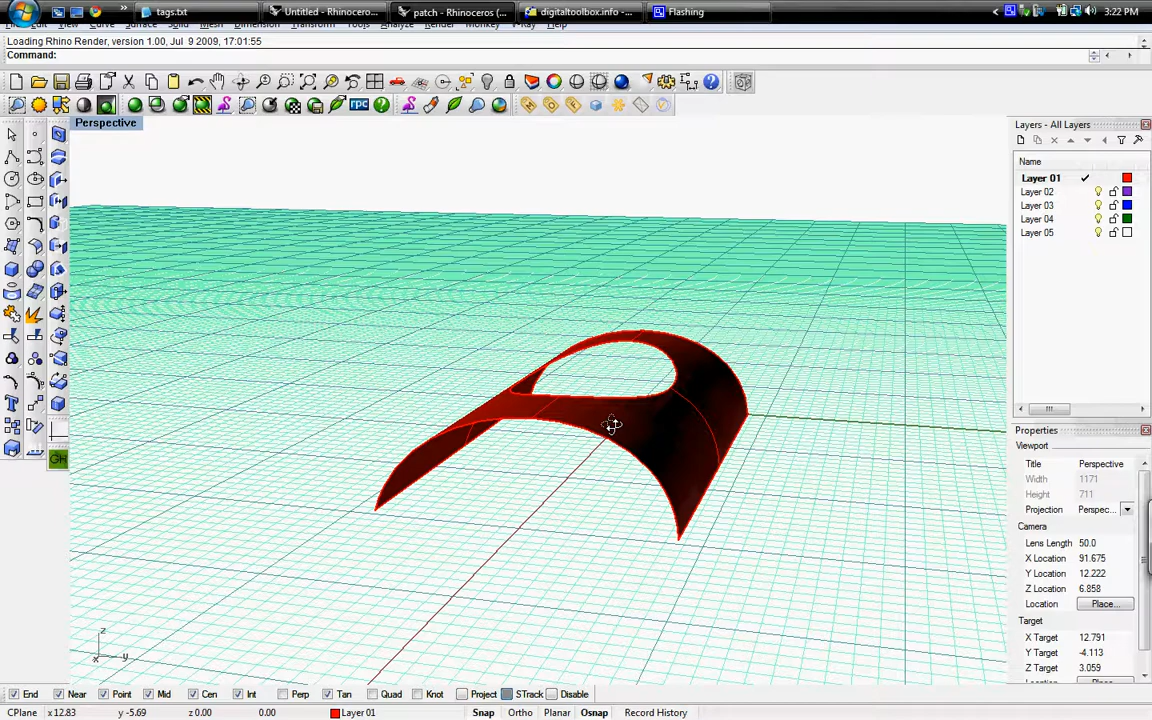 tags.txt
Untitled - Rhinocero...
patch - Rhinoceros (...
digitaltoolbox.info - ...
Flashing
3:22 PM
Loading Rhino Render, version 1.00, Jul 9 2009, 17:01:55
Command:
rpc
Perspective
Layers - All Layers
Name
Layer 01
Layer 02
Layer 03
Layer 04
Layer 05
Properties
Viewport
Title Perspective
Width 1171
Height 711
Projection Perspec...
Camera
Lens Length 50.0
X Location 91.675
Y Location 12.222
Z Location 6.858
Location Place...
Target
X Target 12.791
Y Target -4.113
Z Target 3.059
GH
z
x y
End Near Point Mid Cen Int Perp Tan Quad Knot Project STrack Disable
CPlane x 12.83 y -5.69 z 0.00 0.00 Layer 01 Snap Ortho Planar Osnap Record History